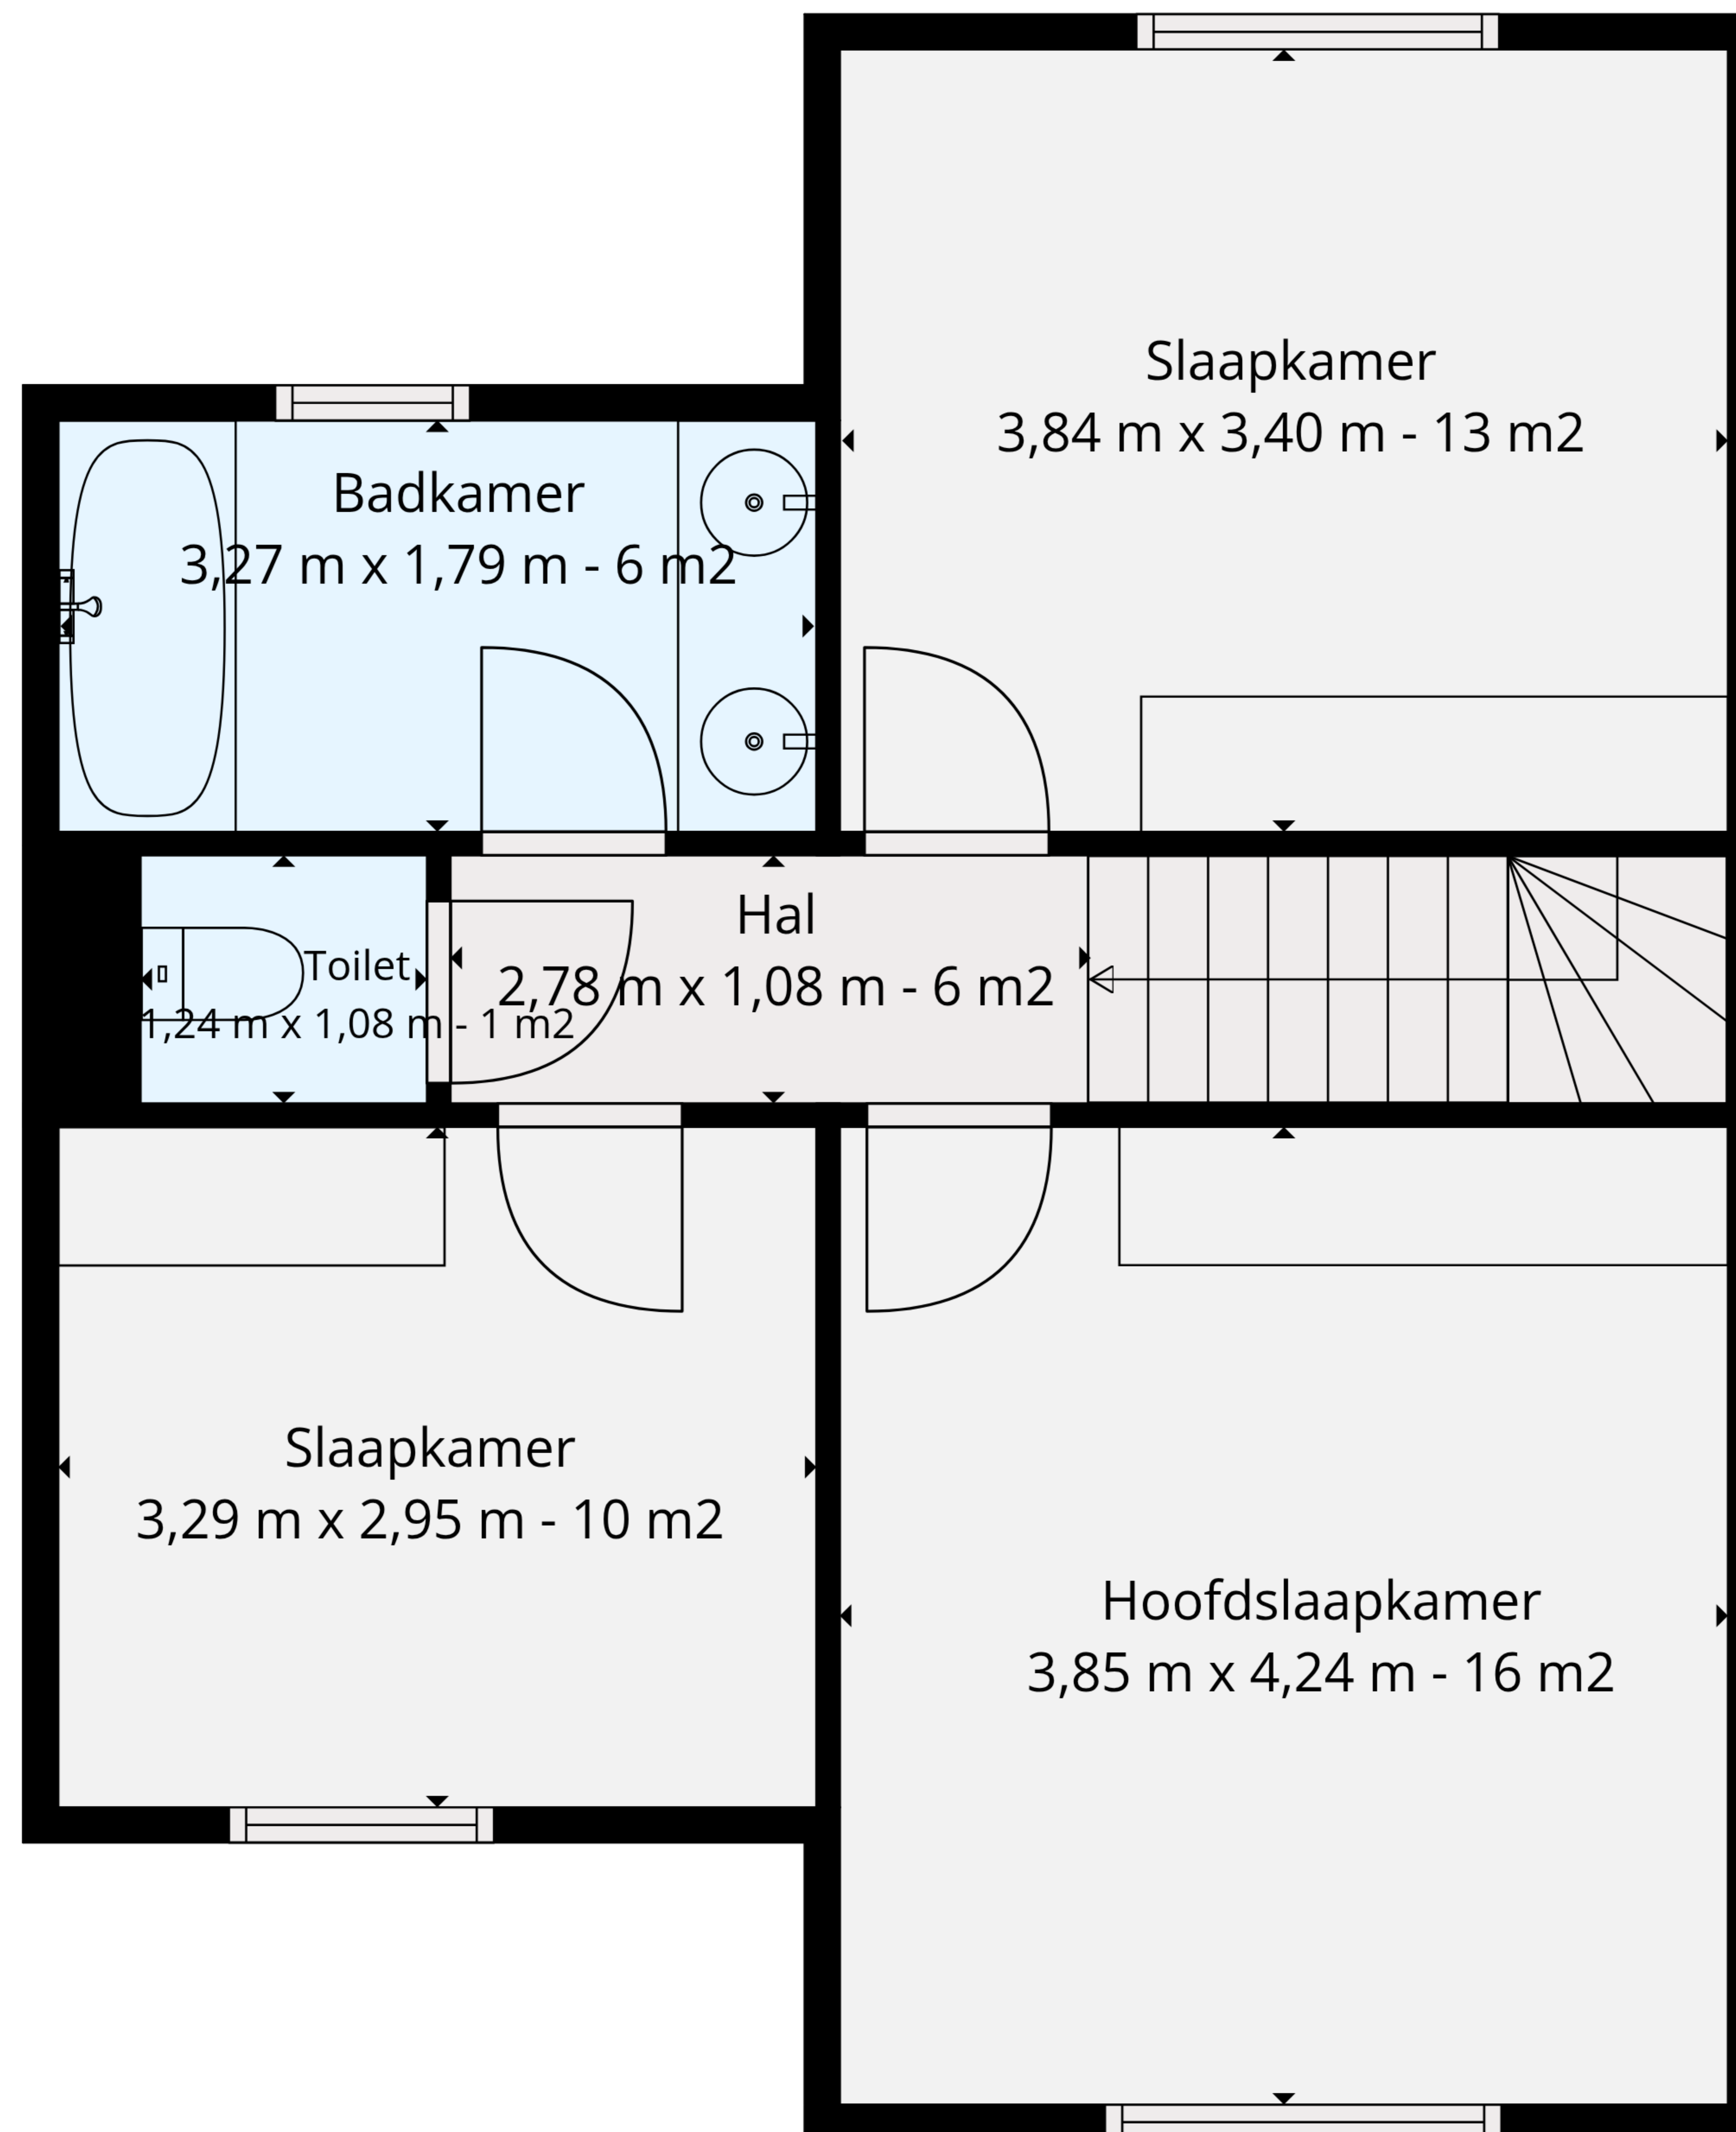 Slaapkamer
3,84 m x 3,40 m - 13 m2
Badkamer
3,27 m x 1,79 m - 6 m2
Hal
2,78 m x 1,08 m - 6 m2
Toilet
1,24 m x 1,08 m - 1 m2
Slaapkamer
3,29 m x 2,95 m - 10 m2
Hoofdslaapkamer
3,85 m x 4,24 m - 16 m2